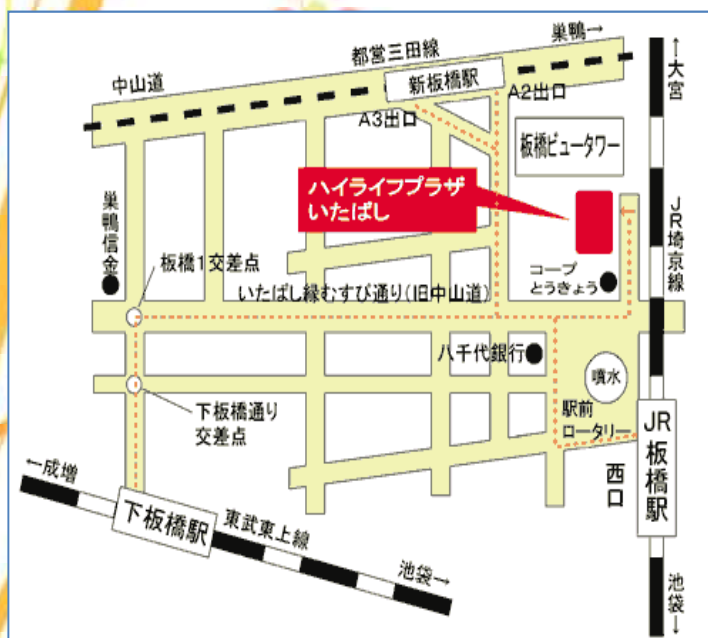 巣鴨→
都営三田線
中山道
新板橋駅
←大宮
A2出口
A3出口
板橋ビュータワー
ハイライフプラザ
いたばし
巣鴨信金
JR埼京線
板橋1交差点
コープ
とうきょう
いたばし縁むすび通り(旧中山道)
八千代銀行
噴水
下板橋通り
交差点
駅前
ロータリー
JR
板橋駅
西口
←成増
下板橋駅
東武東上線
池袋→
池袋→